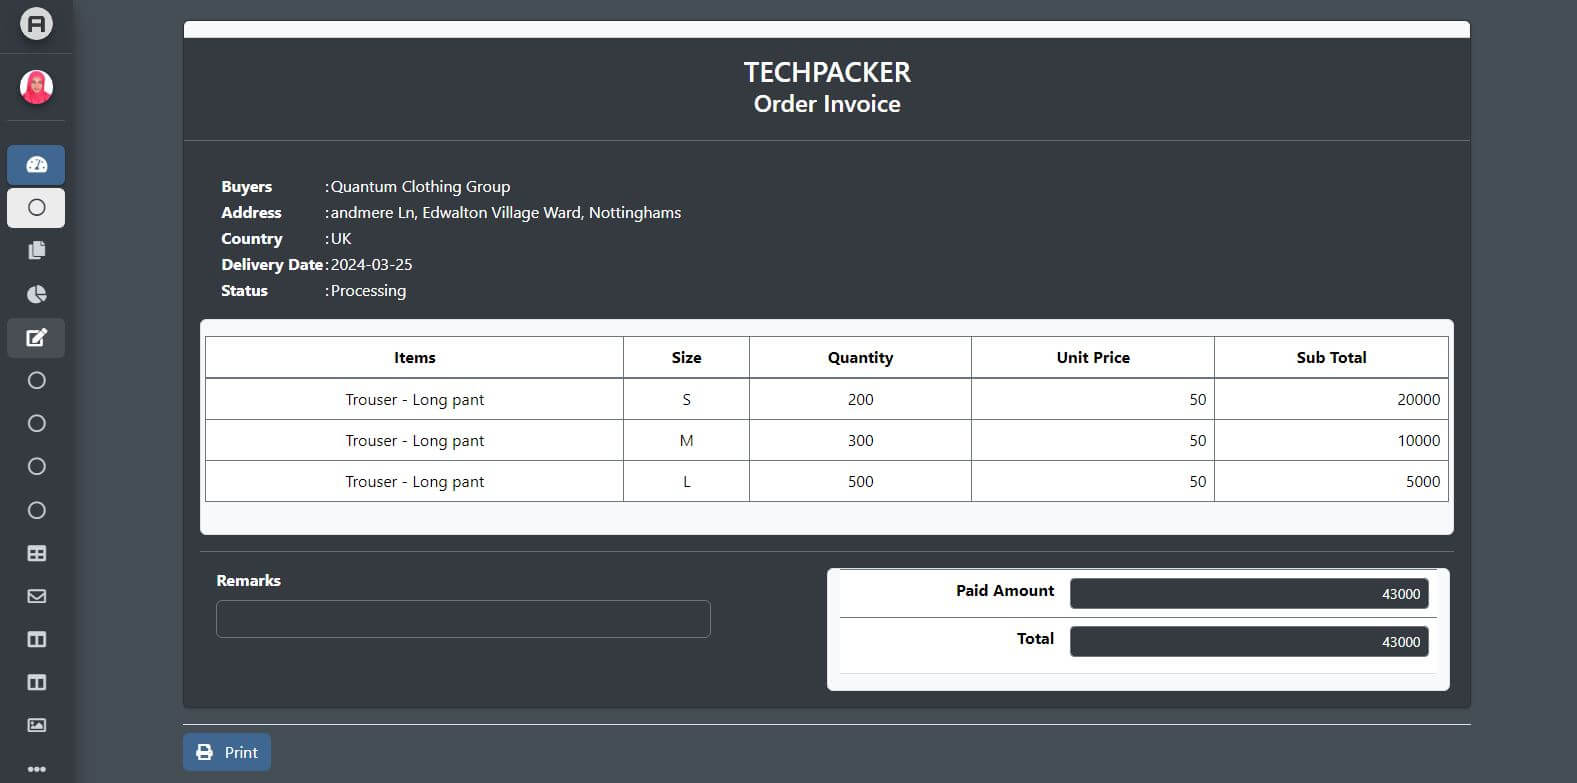 TECHPACKER
Order Invoice
Buyers :Quantum Clothing Group
Address :andmere Ln, Edwalton Village Ward, Nottinghams
Country :UK
Delivery Date:2024-03-25
Status :Processing
Items Size Quantity Unit Price Sub Total
Trouser - Long pant S 200 50 20000
Trouser - Long pant M 300 50 10000
Trouser - Long pant L 500 50 5000
Remarks
Paid Amount 43000
Total 43000
Print